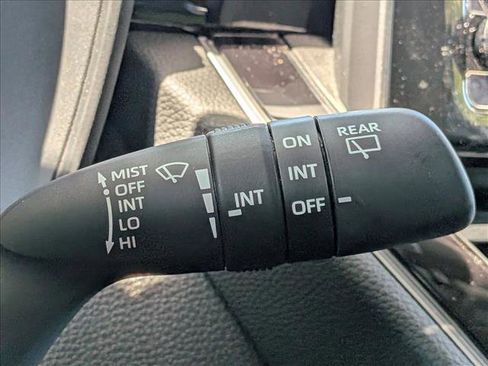 MIST
OFF
INT
LO
HI
INT
ON
INT
OFF
REAR